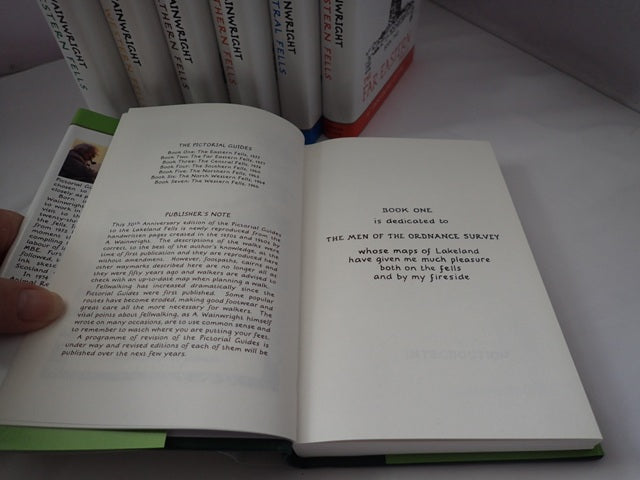 WAINWRIGHT
WAINWRIGHT
WAINWRIGHT
WAINWRIGHT
WAINWRIGHT
FELLS
FELLS
FELLS
FELLS
FELLS
FAR EASTERN
THE PICTORIAL GUIDES
Book One: The Eastern Fells, 1955
Book Two: The Far Eastern Fells, 1957
Book Three: The Central Fells, 1958
Book Four: The Southern Fells, 1960
Book Five: The Northern Fells, 1962
Book Six: The North Western Fells, 1964
Book Seven: The Western Fells, 1966
PUBLISHER'S NOTE
This 50th Anniversary edition of the Pictorial Guides
to the Lakeland Fells is newly reproduced from the
handwritten pages created in the 1950s and 1960s by
A. Wainwright. The descriptions of the walks were
correct, to the best of the author's knowledge, at the
time of first publication and they are reproduced here
without amendment. However, footpaths, cairns and
other waymarks described here are no longer all as
they were fifty years ago and walkers are advised to
check with an up-to-date map when planning a walk.
Fellwalking has increased dramatically since the
Pictorial Guides were first published. Some popular
routes have become eroded, making good footwear and
great care all the more necessary for walkers. The
vital points about fellwalking, as A. Wainwright himself
wrote on many occasions, are to use common sense and
to remember to watch where you are putting your feet.
A programme of revision of the Pictorial Guides is
under way and revised editions of each of them will be
published over the next few years.
BOOK ONE
is dedicated to
THE MEN OF THE ORDNANCE SURVEY
whose maps of Lakeland
have given me much pleasure
both on the fells
and by my fireside